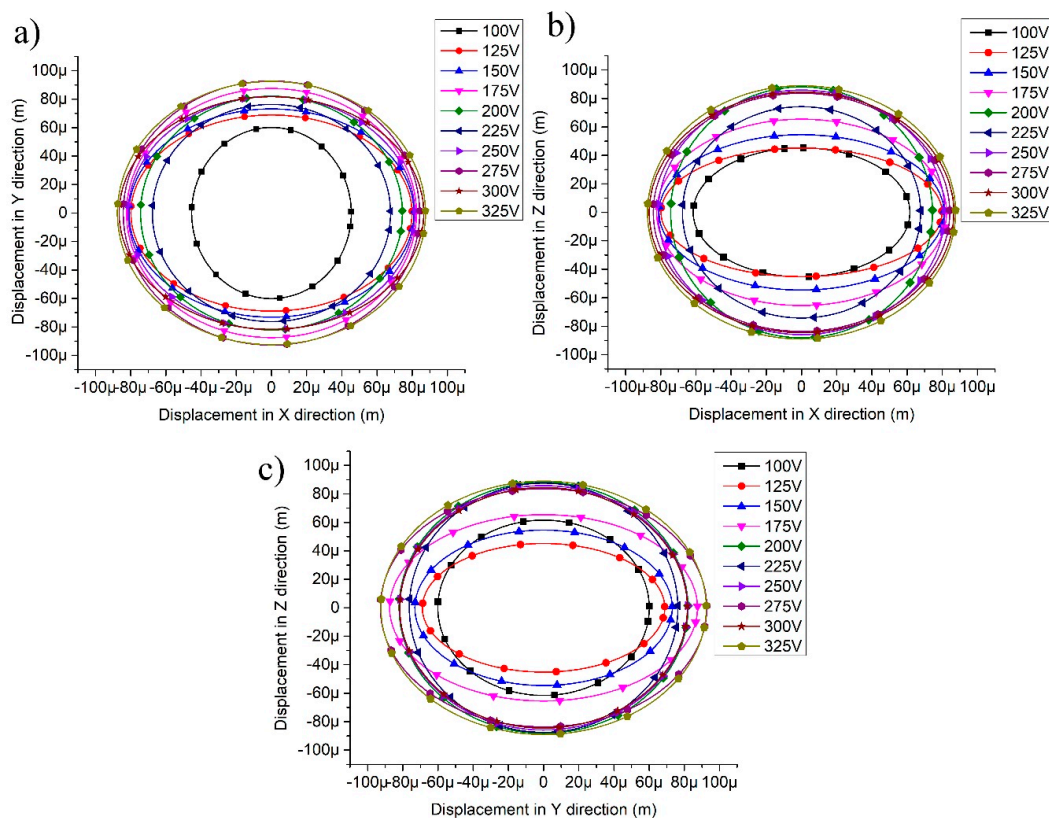 a)
100V
125V
150V
175V
200V
225V
250V
275V
300V
325V
100µ
80µ
60µ
40µ
20µ
0
-20µ
-40µ
-60µ
-80µ
-100µ
Displacement in Y direction (m)
-100µ -80µ -60µ -40µ -20µ 0 20µ 40µ 60µ 80µ 100µ
Displacement in X direction (m)
b)
100V
125V
150V
175V
200V
225V
250V
275V
300V
325V
100µ
80µ
60µ
40µ
20µ
0
-20µ
-40µ
-60µ
-80µ
-100µ
Displacement in Z direction (m)
-100µ -80µ -60µ -40µ -20µ 0 20µ 40µ 60µ 80µ 100µ
Displacement in X direction (m)
c)
100V
125V
150V
175V
200V
225V
250V
275V
300V
325V
100µ
80µ
60µ
40µ
20µ
0
-20µ
-40µ
-60µ
-80µ
-100µ
Displacement in Z direction (m)
-100µ -80µ -60µ -40µ -20µ 0 20µ 40µ 60µ 80µ 100µ
Displacement in Y direction (m)